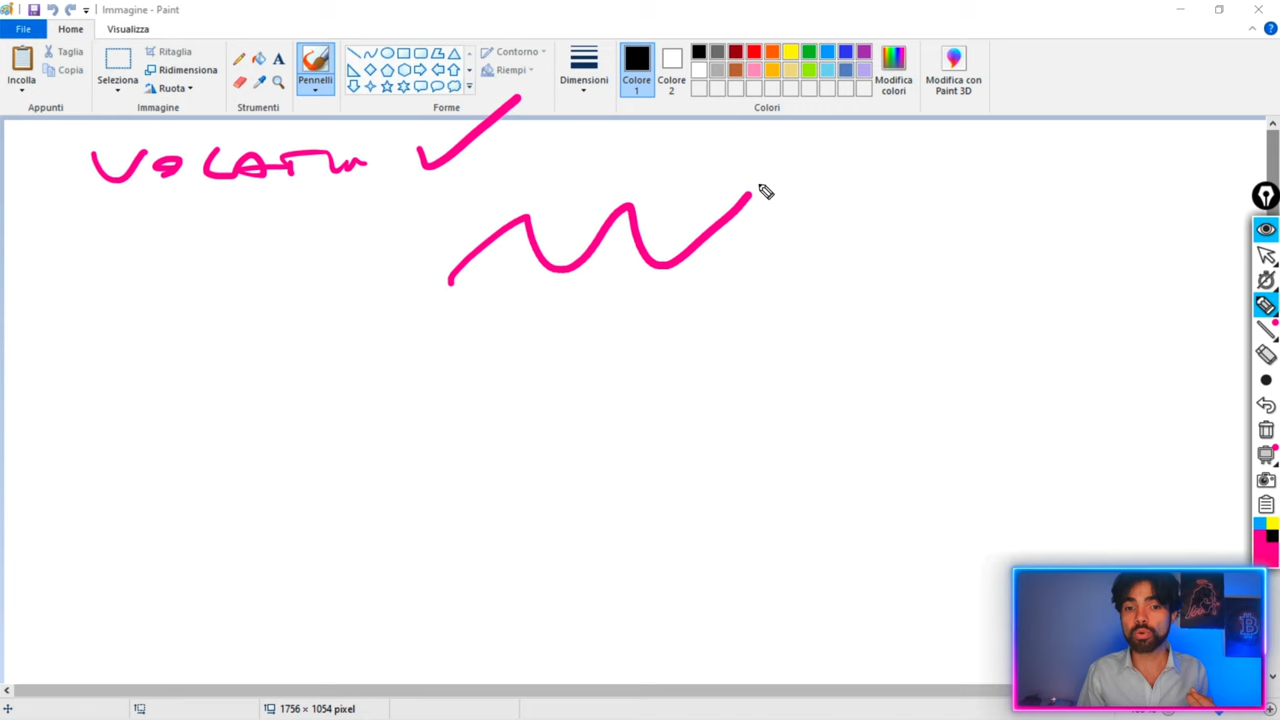 Immagine - Paint
File Home Visualizza
Incolla
Taglia
Copia
Appunti
Seleziona
Ritaglia
Ridimensiona
Ruota
Immagine
Strumenti
Pennelli
Contorno
Riempi
Forme
Dimensioni
Colore 1
Colore 2
Modifica colori
Modifica con Paint 3D
Colori
1756 × 1054 pixel